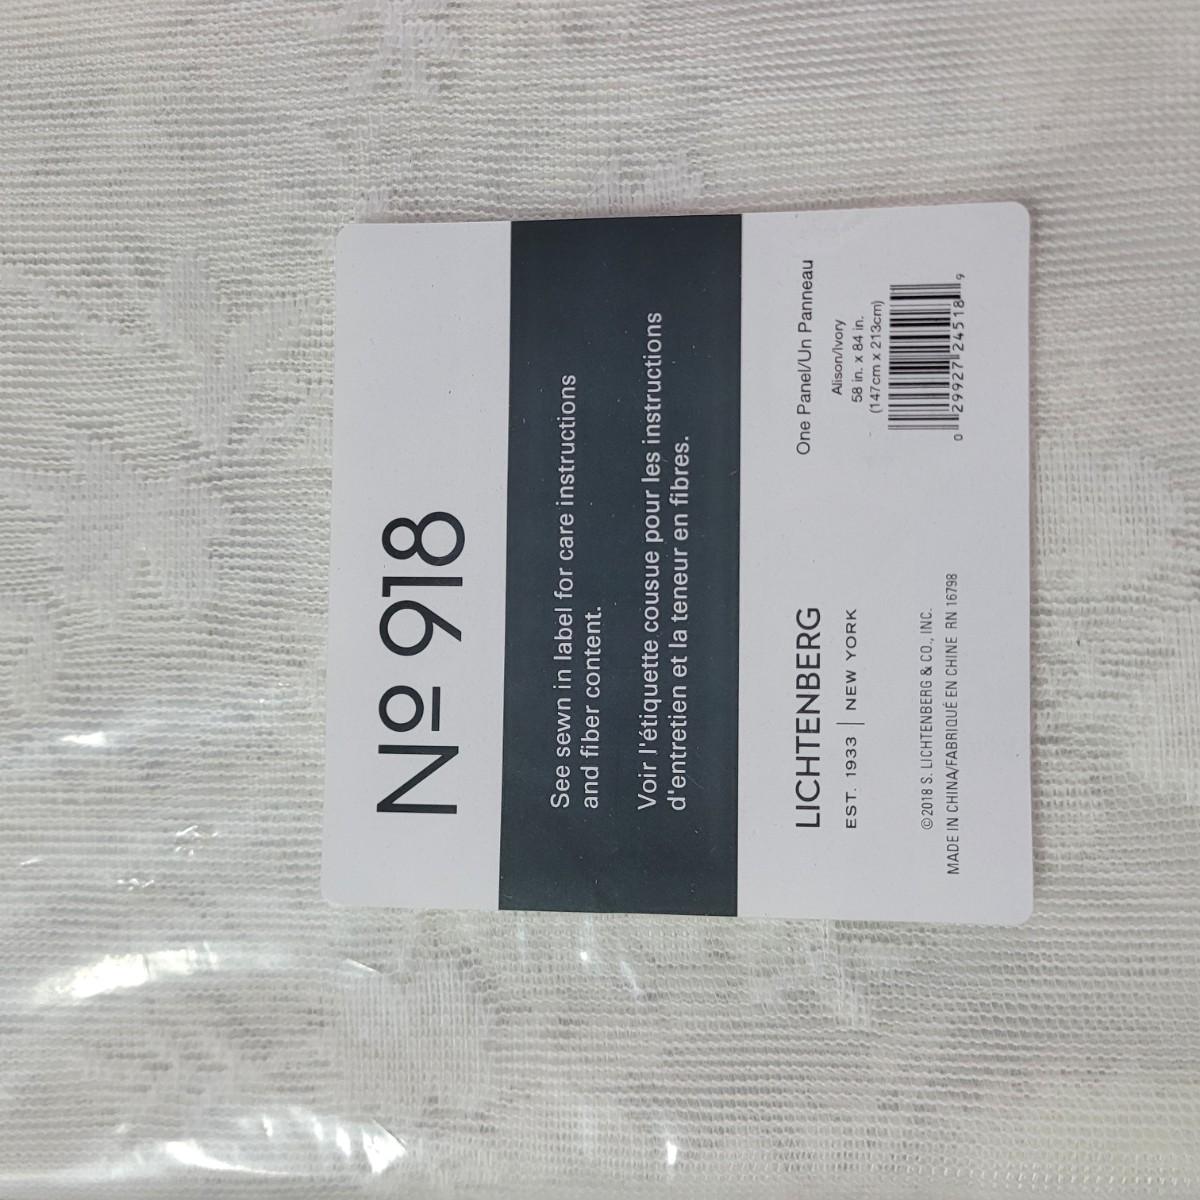 Nº 918
See sewn in label for care instructions
and fiber content.
Voir l'étiquette cousue pour les instructions
d'entretien et la teneur en fibres.
LICHTENBERG
EST. 1933 | NEW YORK
©2018 S. LICHTENBERG & CO., INC.
MADE IN CHINA/FABRIQUÉ EN CHINE RN 16798
One Panel/Un Panneau
Alison/Ivory
58 in. x 84 in.
(147cm x 213cm)
0 29927 24518 9